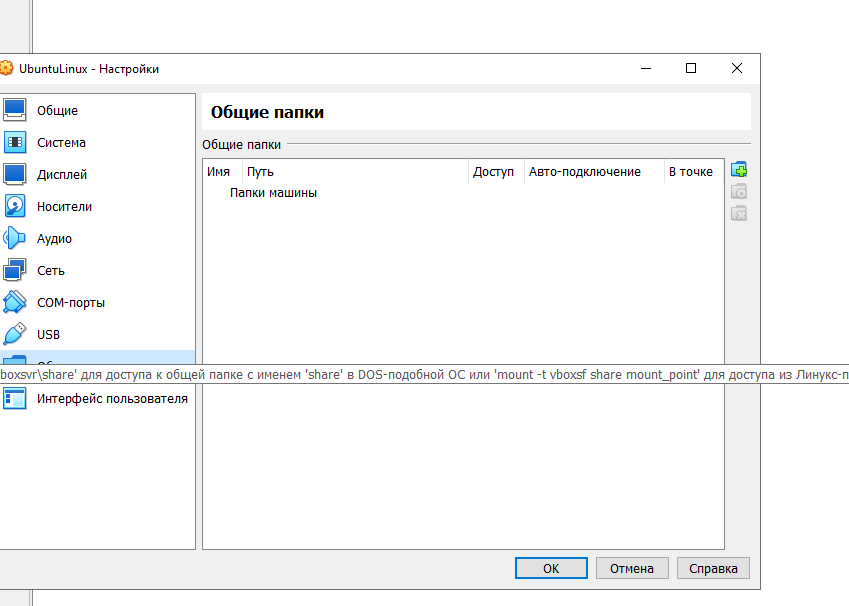 UbuntuLinux - Настройки
Общие
Система
Дисплей
Носители
Аудио
Сеть
COM-порты
USB
Интерфейс пользователя
Общие папки
Общие папки
Имя Путь Доступ Авто-подключение В точке
Папки машины
boxsvr\share' для доступа к общей папке с именем 'share' в DOS-подобной ОС или 'mount -t vboxsf share mount_point' для доступа из Линукс-п
OK Отмена Справка